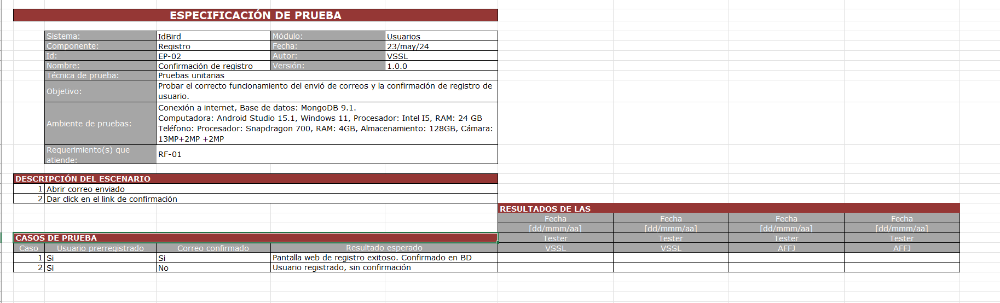 ESPECIFICACIÓN DE PRUEBA
Sistema: IdBird Módulo: Usuarios
Componente: Registro Fecha: 23/may/24
Id: EP-02 Autor: VSSL
Nombre: Confirmación de registro Versión: 1.0.0
Técnica de prueba: Pruebas unitarias
Objetivo: Probar el correcto funcionamiento del envió de correos y la confirmación de registro de
usuario.
Ambiente de pruebas: Conexión a internet, Base de datos: MongoDB 9.1.
Computadora: Android Studio 15.1, Windows 11, Procesador: Intel I5, RAM: 24 GB
Teléfono: Procesador: Snapdragon 700, RAM: 4GB, Almacenamiento: 128GB, Cámara:
13MP+2MP +2MP
Requerimiento(s) que
atiende: RF-01
DESCRIPCIÓN DEL ESCENARIO
1 Abrir correo enviado
2 Dar click en el link de confirmación
RESULTADOS DE LAS
Fecha Fecha Fecha Fecha
[dd/mmm/aa] [dd/mmm/aa] [dd/mmm/aa] [dd/mmm/aa]
CASOS DE PRUEBA Tester Tester Tester Tester
Caso Usuario prerregistrado Correo confirmado Resultado esperado VSSL VSSL AFFJ AFFJ
1 Si Si Pantalla web de registro exitoso. Confirmado en BD
2 Si No Usuario registrado, sin confirmación